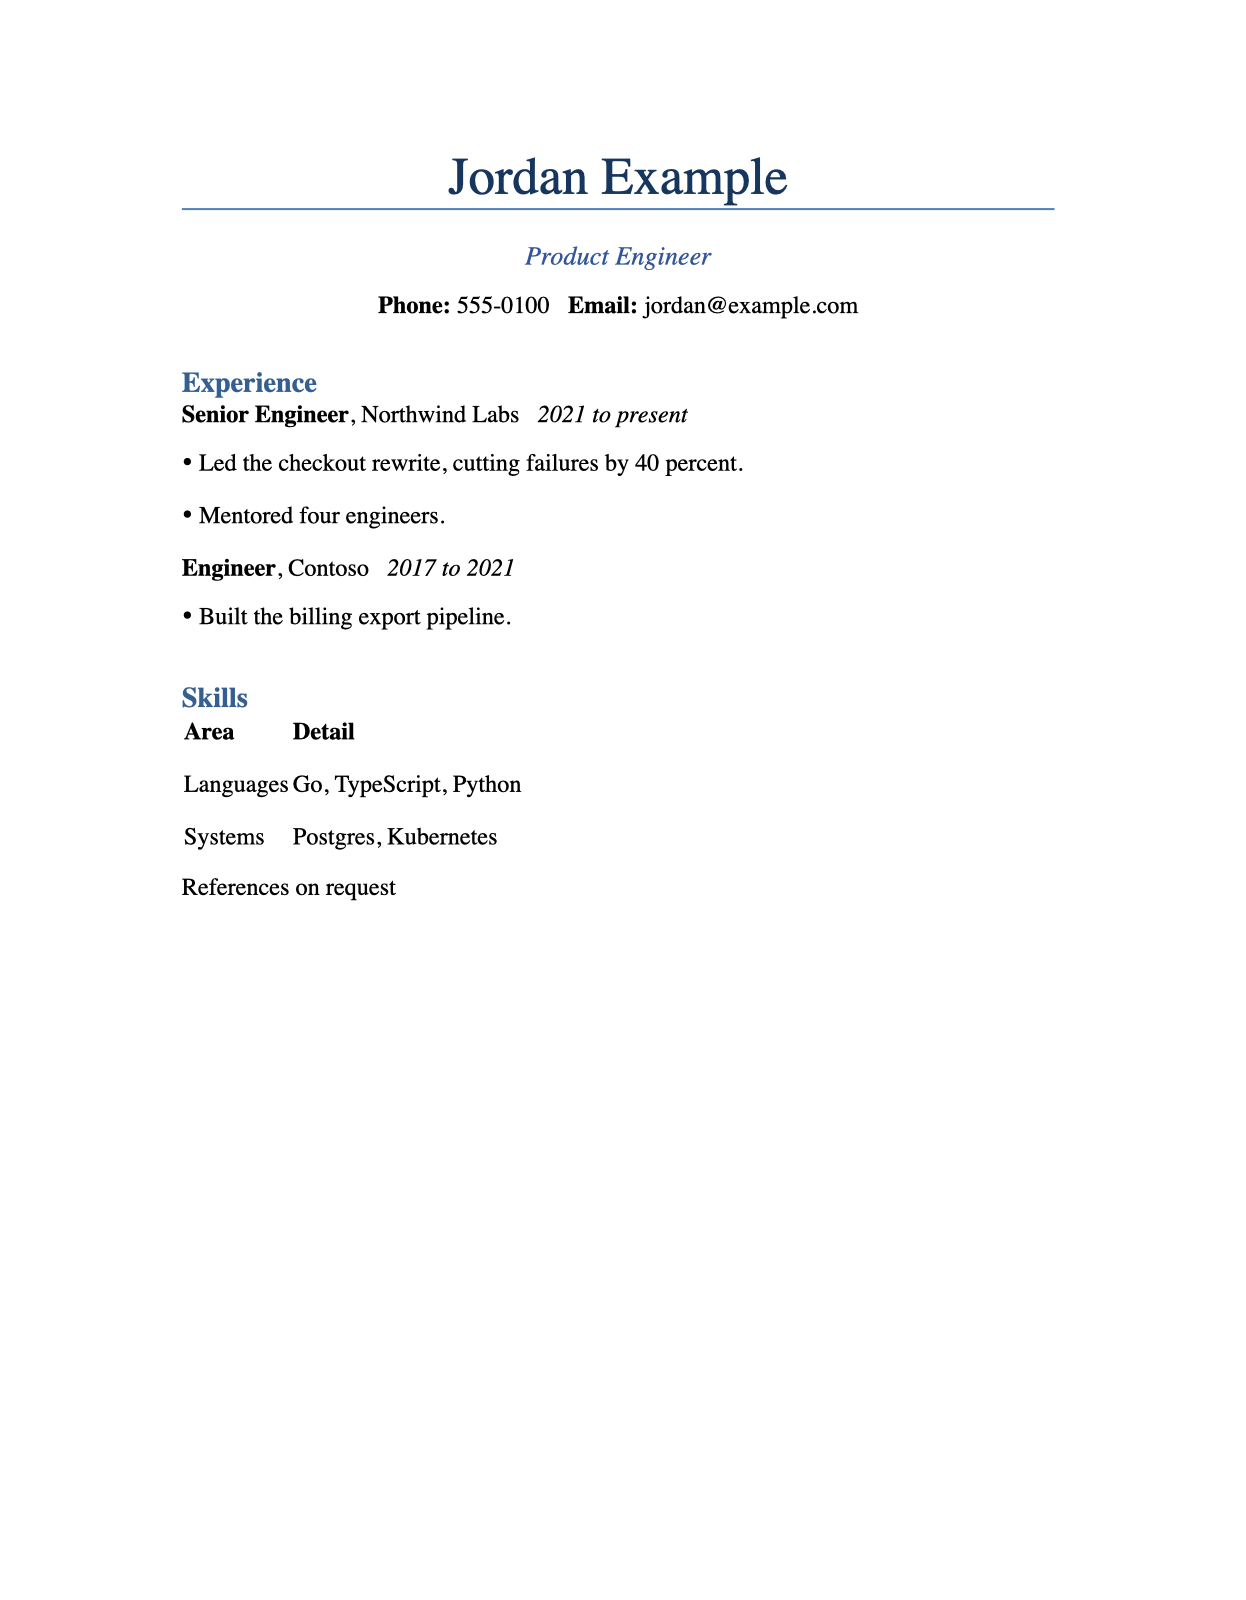 Jordan Example
Product Engineer
Phone: 555-0100 Email: jordan@example.com
Experience
Senior Engineer, Northwind Labs 2021 to present
• Led the checkout rewrite, cutting failures by 40 percent.
• Mentored four engineers.
Engineer, Contoso 2017 to 2021
• Built the billing export pipeline.
Skills
Area Detail
Languages Go, TypeScript, Python
Systems Postgres, Kubernetes
References on request